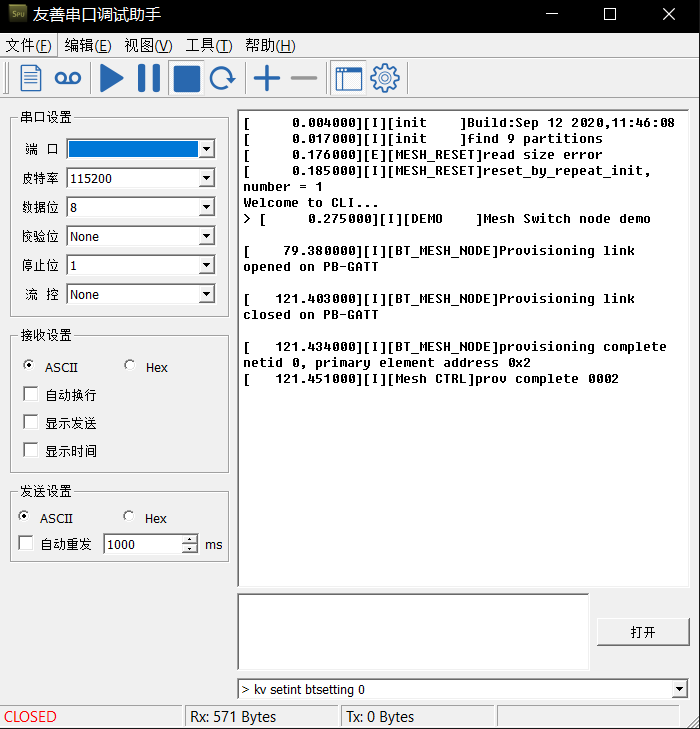 友善串口调试助手
文件(F) 编辑(E) 视图(V) 工具(T) 帮助(H)
串口设置
端 口
皮特率 115200
数据位 8
校验位 None
停止位 1
流 控 None
接收设置
ASCII Hex
自动换行
显示发送
显示时间
发送设置
ASCII Hex
自动重发 1000 ms
[ 0.004000][I][init ]Build:Sep 12 2020,11:46:08
[ 0.017000][I][init ]find 9 partitions
[ 0.176000][E][MESH_RESET]read size error
[ 0.185000][I][MESH_RESET]reset_by_repeat_init,
number = 1
Welcome to CLI...
> [ 0.275000][I][DEMO ]Mesh Switch node demo
[ 79.380000][I][BT_MESH_NODE]Provisioning link
opened on PB-GATT
[ 121.403000][I][BT_MESH_NODE]Provisioning link
closed on PB-GATT
[ 121.434000][I][BT_MESH_NODE]provisioning complete
netid 0, primary element address 0x2
[ 121.451000][I][Mesh CTRL]prov complete 0002
打开
> kv setint btsetting 0
CLOSED Rx: 571 Bytes Tx: 0 Bytes